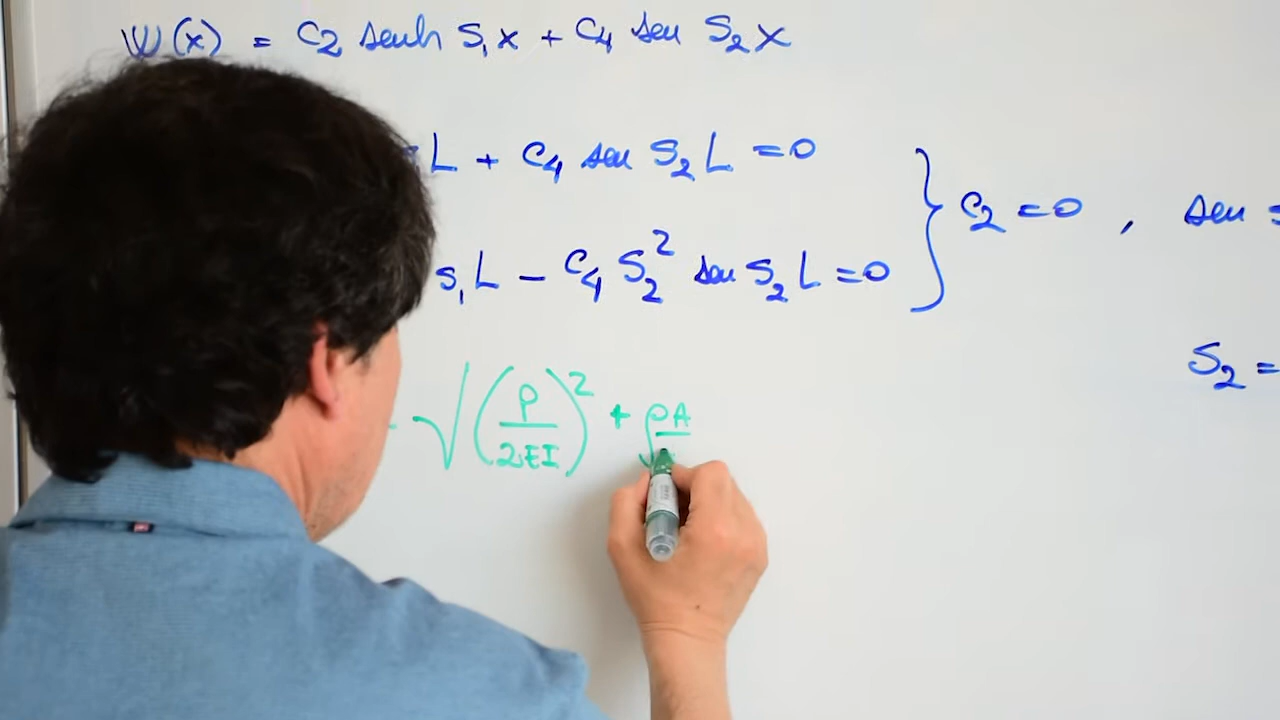 Ψ(x) = C₂ senh S₁x + C₄ sen S₂x
L + C₄ sen S₂L = 0
S₁L − C₄ S₂² sen S₂L = 0 } C₂ = 0 , sen
√(P/2EI)² + ρA
S₂ =